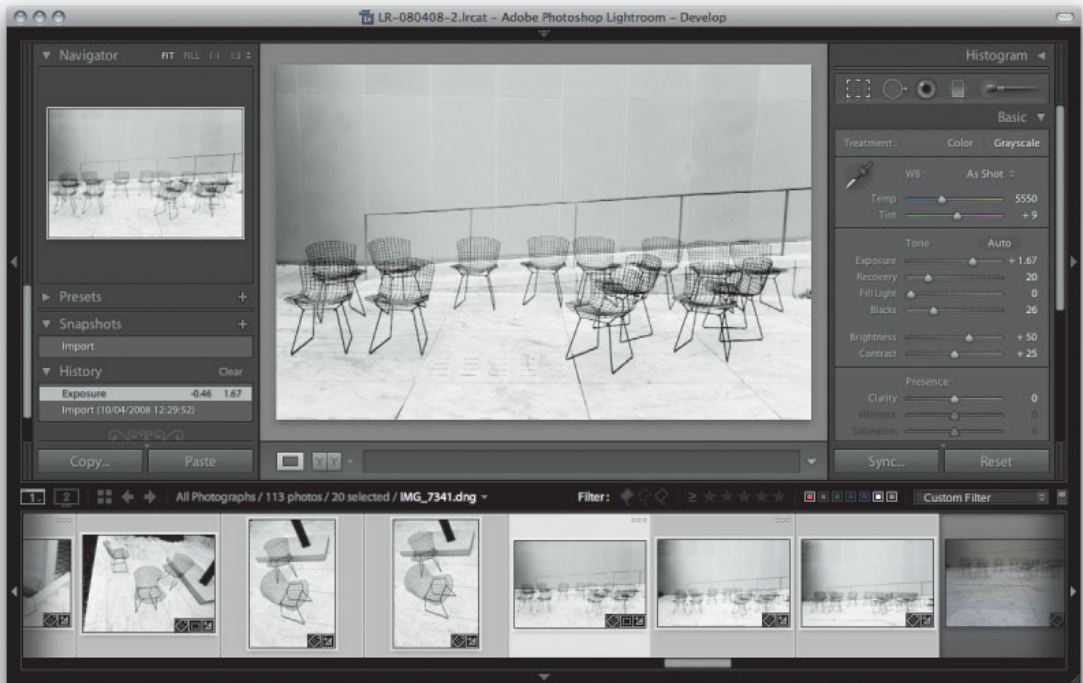 LR-080408-2.lrcat – Adobe Photoshop Lightroom – Develop
Navigator FIT FILL 1:1 1:3
Histogram
Basic
Treatment : Color Grayscale
WB : As Shot
Temp 5550
Tint + 9
Tone Auto
Exposure + 1.67
Recovery 20
Fill Light 0
Blacks 26
Brightness + 50
Contrast + 25
Presence
Clarity 0
Vibrance 0
Saturation 0
Presets
Snapshots
Import
History Clear
Exposure -0.46 1.67
Import (10/04/2008 12:29:52)
Copy... Paste
Y Y
Sync... Reset
1 2 All Photographs / 113 photos / 20 selected / IMG_7341.dng Filter : ≥ ★★★★★ Custom Filter